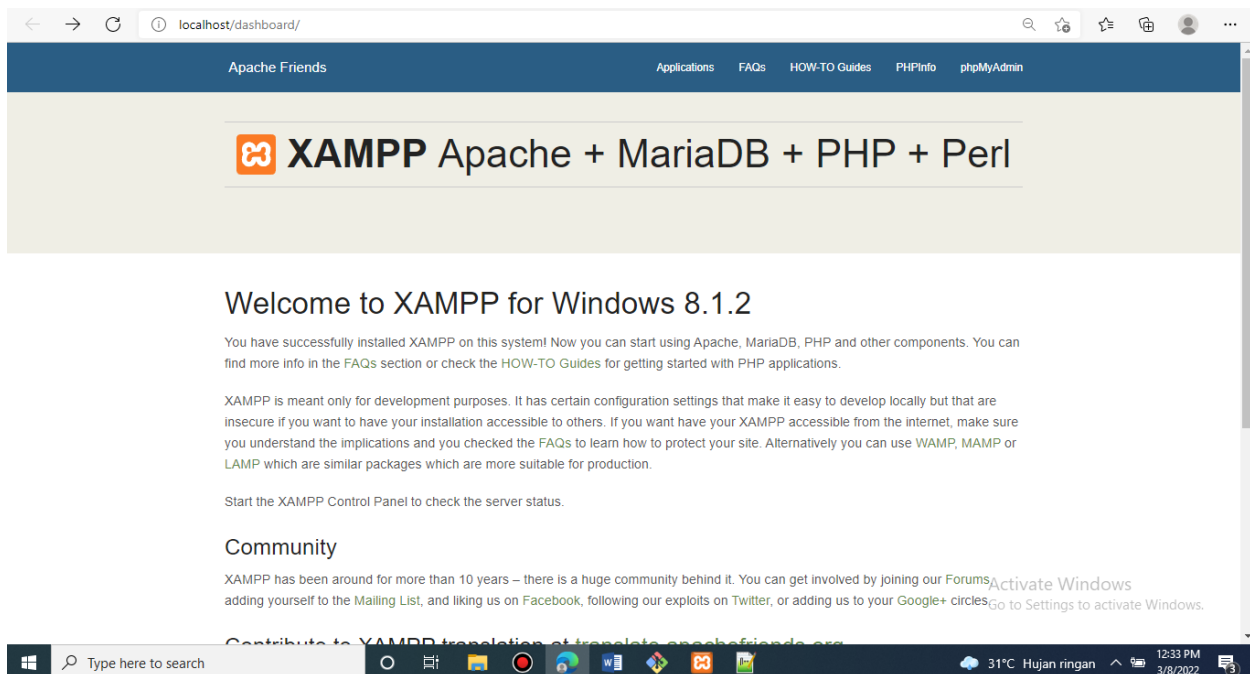 localhost/dashboard/
Apache Friends
Applications FAQs HOW-TO Guides PHPInfo phpMyAdmin
XAMPP Apache + MariaDB + PHP + Perl
Welcome to XAMPP for Windows 8.1.2
You have successfully installed XAMPP on this system! Now you can start using Apache, MariaDB, PHP and other components. You can
find more info in the FAQs section or check the HOW-TO Guides for getting started with PHP applications.
XAMPP is meant only for development purposes. It has certain configuration settings that make it easy to develop locally but that are
insecure if you want to have your installation accessible to others. If you want have your XAMPP accessible from the internet, make sure
you understand the implications and you checked the FAQs to learn how to protect your site. Alternatively you can use WAMP, MAMP or
LAMP which are similar packages which are more suitable for production.
Start the XAMPP Control Panel to check the server status.
Community
XAMPP has been around for more than 10 years – there is a huge community behind it. You can get involved by joining our Forums,
adding yourself to the Mailing List, and liking us on Facebook, following our exploits on Twitter, or adding us to your Google+ circles.
Activate Windows
Go to Settings to activate Windows.
Contribute to XAMPP translation at translate.apachefriends.org
Type here to search
31°C Hujan ringan
12:33 PM
3/8/2022
3